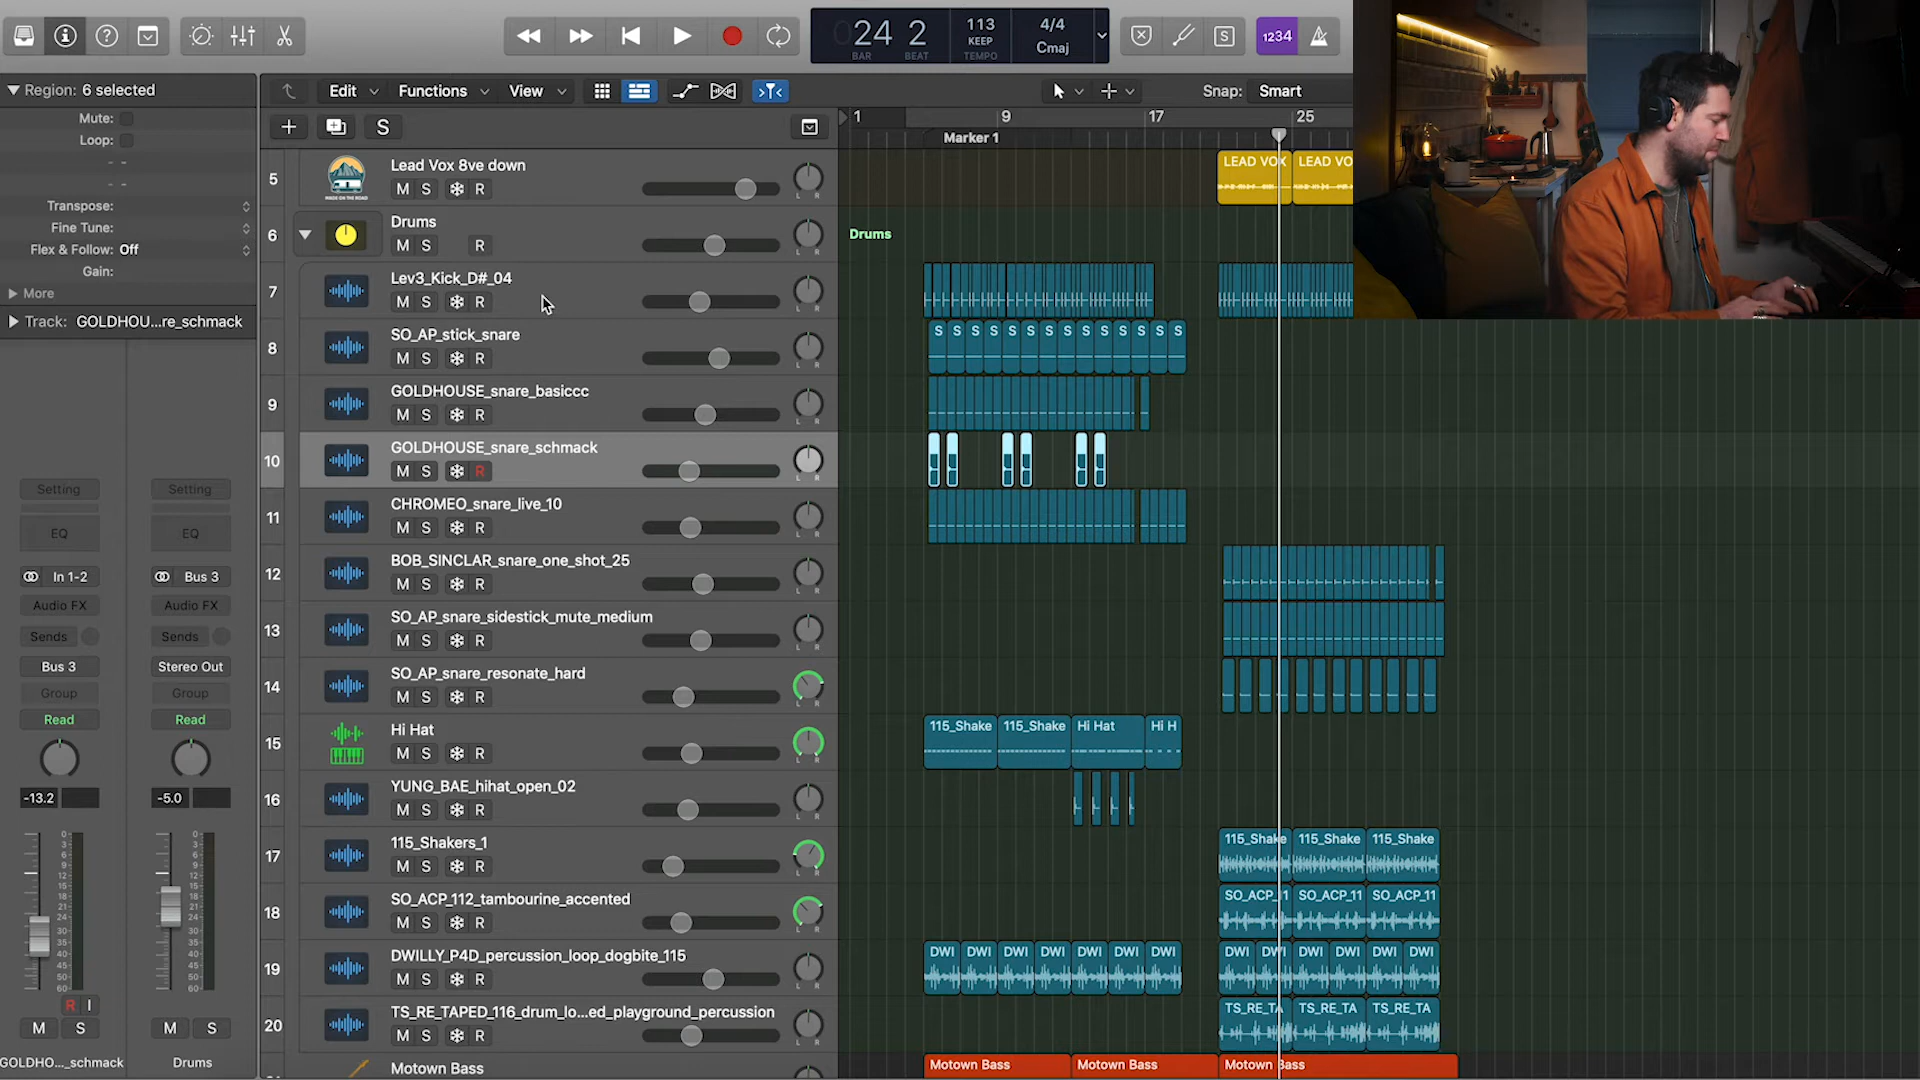 24 2
BAR BEAT
113
KEEP
TEMPO
4/4
Cmaj
S
1234
Region: 6 selected
Mute:
Loop:
Transpose:
Fine Tune:
Flex & Follow: Off
Gain:
More
Track: GOLDHOU...re_schmack
Edit Functions View
Snap: Smart
S
1 9 17 25
Marker 1
5 Lead Vox 8ve down
M S R
LEAD VOX LEAD VO
6 Drums
M S R
Drums
7 Lev3_Kick_D#_04
M S R
8 SO_AP_stick_snare
M S R
S S S S S S S S S S S S S S
9 GOLDHOUSE_snare_basiccc
M S R
10 GOLDHOUSE_snare_schmack
M S R
11 CHROMEO_snare_live_10
M S R
12 BOB_SINCLAR_snare_one_shot_25
M S R
13 SO_AP_snare_sidestick_mute_medium
M S R
14 SO_AP_snare_resonate_hard
M S R
15 Hi Hat
M S R
115_Shake 115_Shake Hi Hat Hi H
16 YUNG_BAE_hihat_open_02
M S R
17 115_Shakers_1
M S R
115_Shake 115_Shake 115_Shake
18 SO_ACP_112_tambourine_accented
M S R
SO_ACP_11 SO_ACP_11 SO_ACP_11
19 DWILLY_P4D_percussion_loop_dogbite_115
M S R
DWI DWI DWI DWI DWI DWI DWI DWI DWI DWI DWI DWI DWI
20 TS_RE_TAPED_116_drum_lo...ed_playground_percussion
M S R
TS_RE_TA TS_RE_TA TS_RE_TA
Motown Bass
Motown Bass Motown Bass Motown Bass
Setting Setting
EQ EQ
In 1-2 Bus 3
Audio FX Audio FX
Sends Sends
Bus 3 Stereo Out
Group Group
Read Read
-13.2 -5.0
R I
M S M S
GOLDHO..._schmack Drums